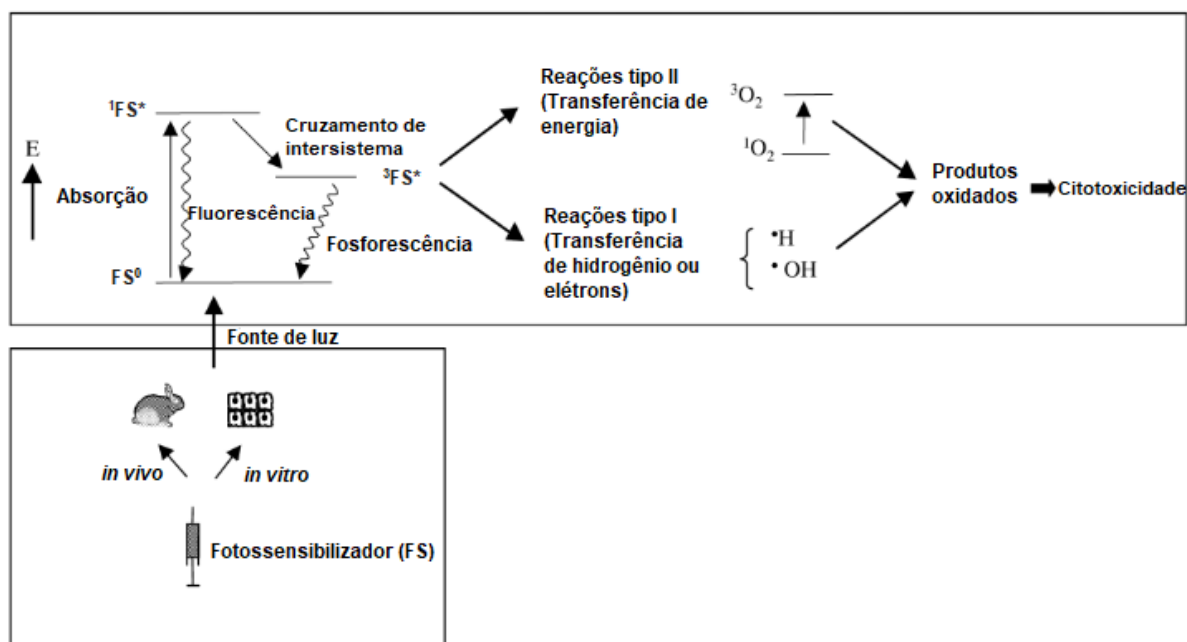 Reações tipo II
(Transferência de
energia)
³O₂
¹O₂
¹FS*
Cruzamento de
intersistema
³FS*
E
Absorção
Fluorescência
Fosforescência
FS⁰
Reações tipo I
(Transferência
de hidrogênio ou
elétrons)
•H
• OH
Produtos
oxidados
Citotoxicidade
Fonte de luz
in vivo
in vitro
Fotossensibilizador (FS)